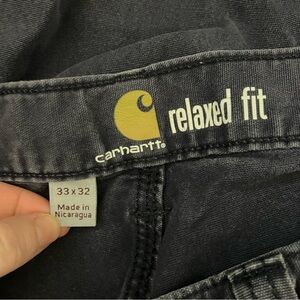 relaxed fit
carhartt®
33 x 32
Made in
Nicaragua